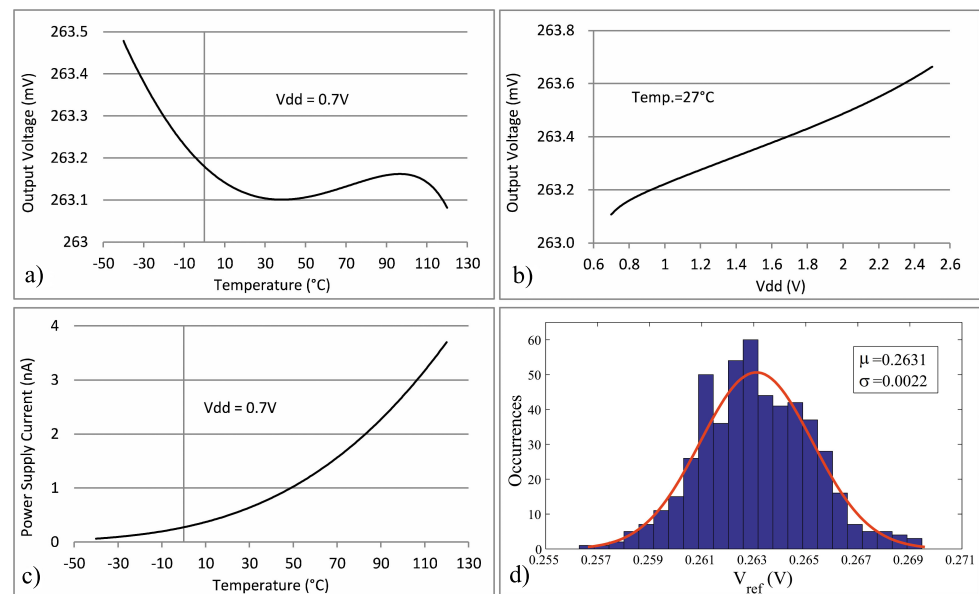 263.5
263.4
263.3
263.2
263.1
263
Output Voltage (mV)
Vdd = 0.7V
-50 -30 -10 10 30 50 70 90 110 130
Temperature (°C)
a)
263.8
263.6
263.4
263.2
263.0
Output Voltage (mV)
Temp.=27°C
0.6 0.8 1 1.2 1.4 1.6 1.8 2 2.2 2.4 2.6
Vdd (V)
b)
4
3
2
1
0
Power Supply Current (nA)
Vdd = 0.7V
-50 -30 -10 10 30 50 70 90 110 130
Temperature (°C)
c)
60
50
40
30
20
10
0
Occurrences
μ=0.2631
σ=0.0022
0.255 0.257 0.259 0.261 0.263 0.265 0.267 0.269 0.271
Vref (V)
d)